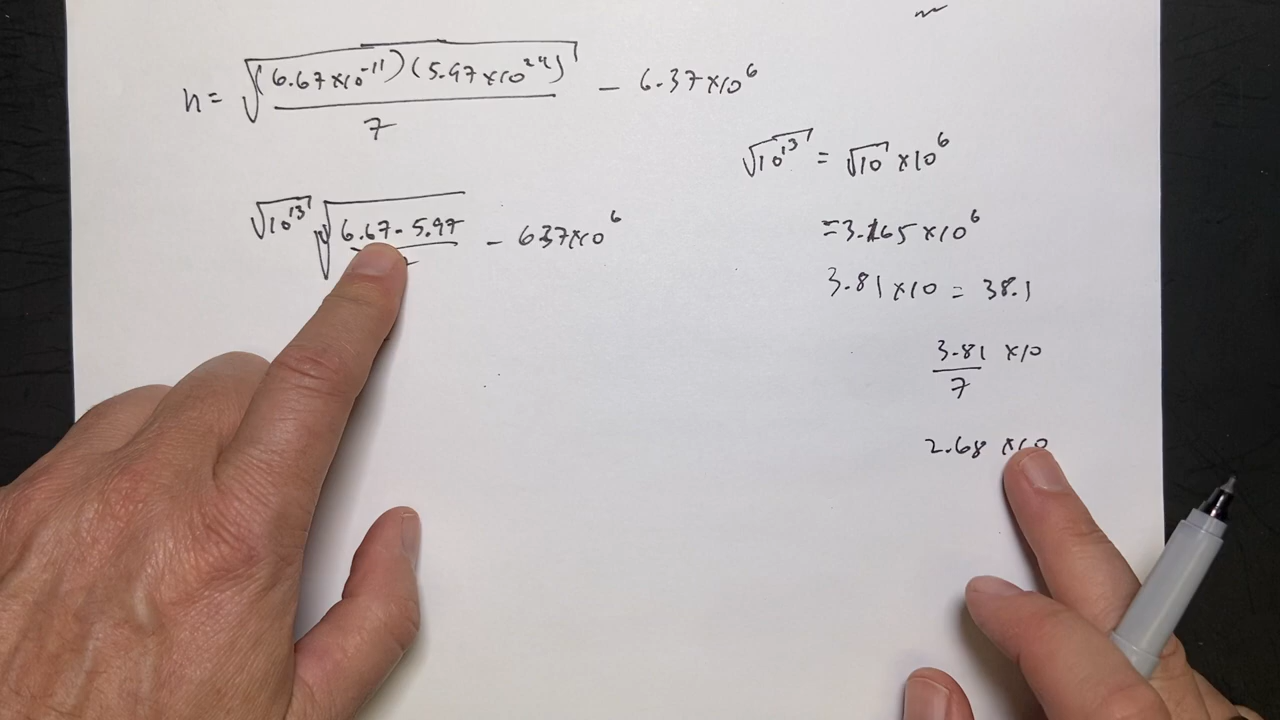 h = √((6.67×10⁻¹¹)(5.97×10²⁴)/7) − 6.37×10⁶
√10¹³ √(6.67·5.97/) − 6.37×10⁶
√10¹³ = √10 ×10⁶
=3.165 ×10⁶
3.81 ×10 = 38.1
3.81/7 ×10
2.68 ×10